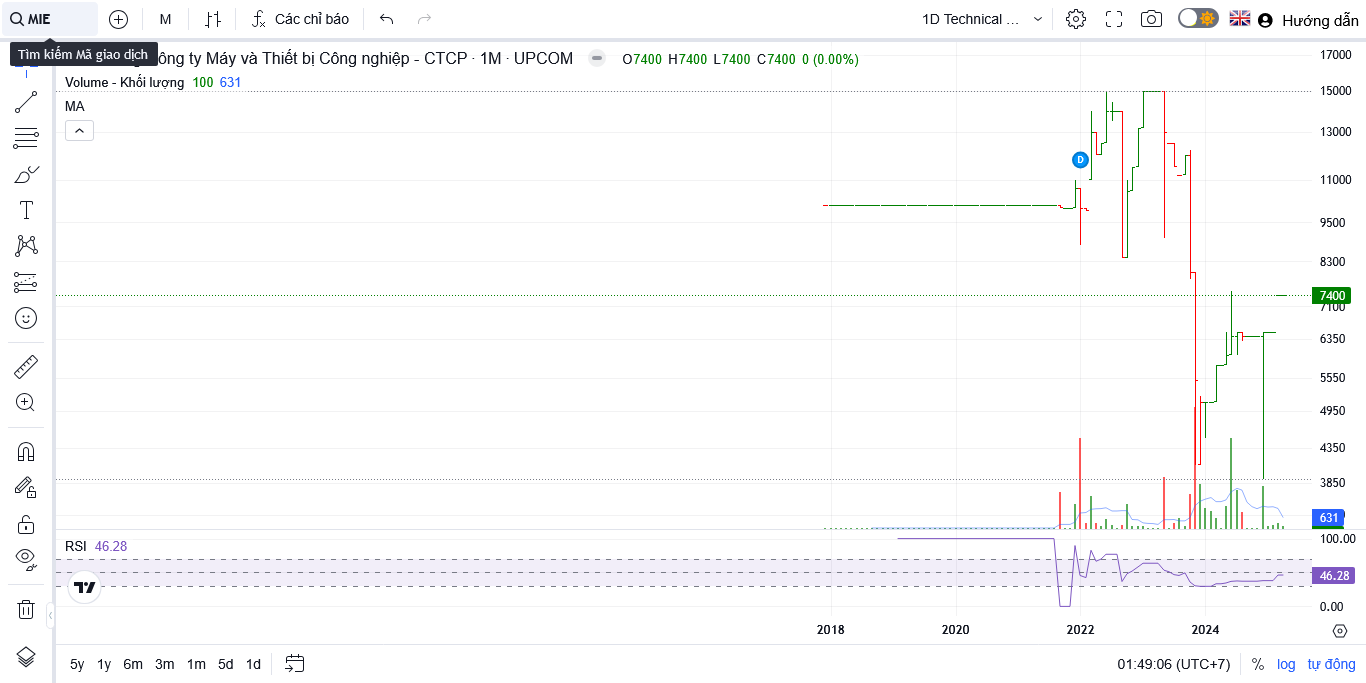 MIE
M
Các chỉ báo
1D Technical ...
Hướng dẫn
Tìm kiếm Mã giao dịch
ông ty Máy và Thiết bị Công nghiệp - CTCP · 1M · UPCOM
O7400 H7400 L7400 C7400 0 (0.00%)
Volume - Khối lượng 100 631
MA
D
17000
15000
13000
11000
9500
8300
7400
7100
6350
5550
4950
4350
3850
631
RSI 46.28
100.00
46.28
0.00
2018
2020
2022
2024
5y 1y 6m 3m 1m 5d 1d
01:49:06 (UTC+7)
% log tự động